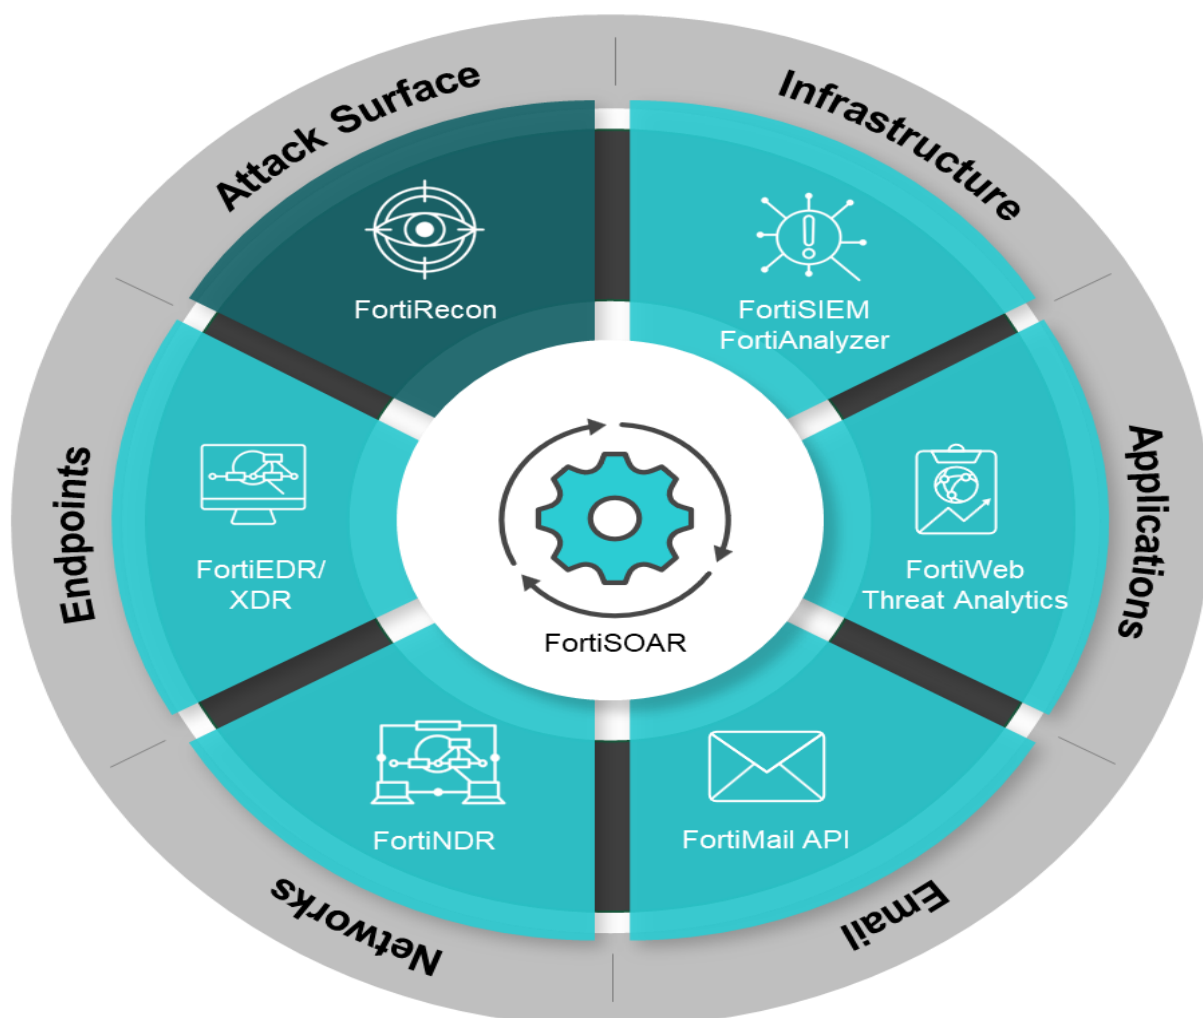 Attack Surface
Infrastructure
FortiRecon
FortiSIEM
FortiAnalyzer
Endpoints
Applications
FortiEDR/
XDR
FortiSOAR
FortiWeb
Threat Analytics
FortiNDR
FortiMail API
Networks
Email